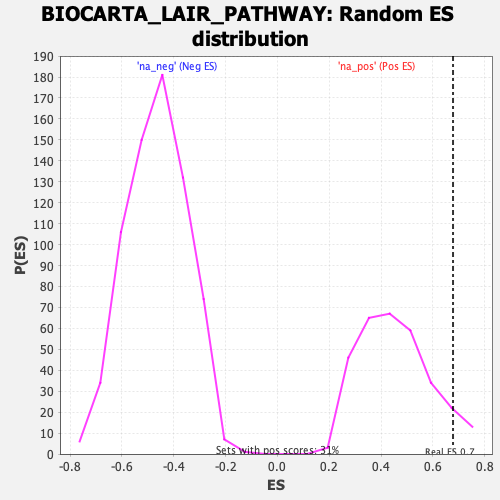 BIOCARTA_LAIR_PATHWAY: Random ES
distribution
'na_neg' (Neg ES)
'na_pos' (Pos ES)
190
180
170
160
150
140
130
120
110
100
90
80
70
60
50
40
30
20
10
0
P(ES)
Sets with pos scores: 31%
Real ES 0.7
-0.8 -0.6 -0.4 -0.2 0.0 0.2 0.4 0.6 0.8
ES